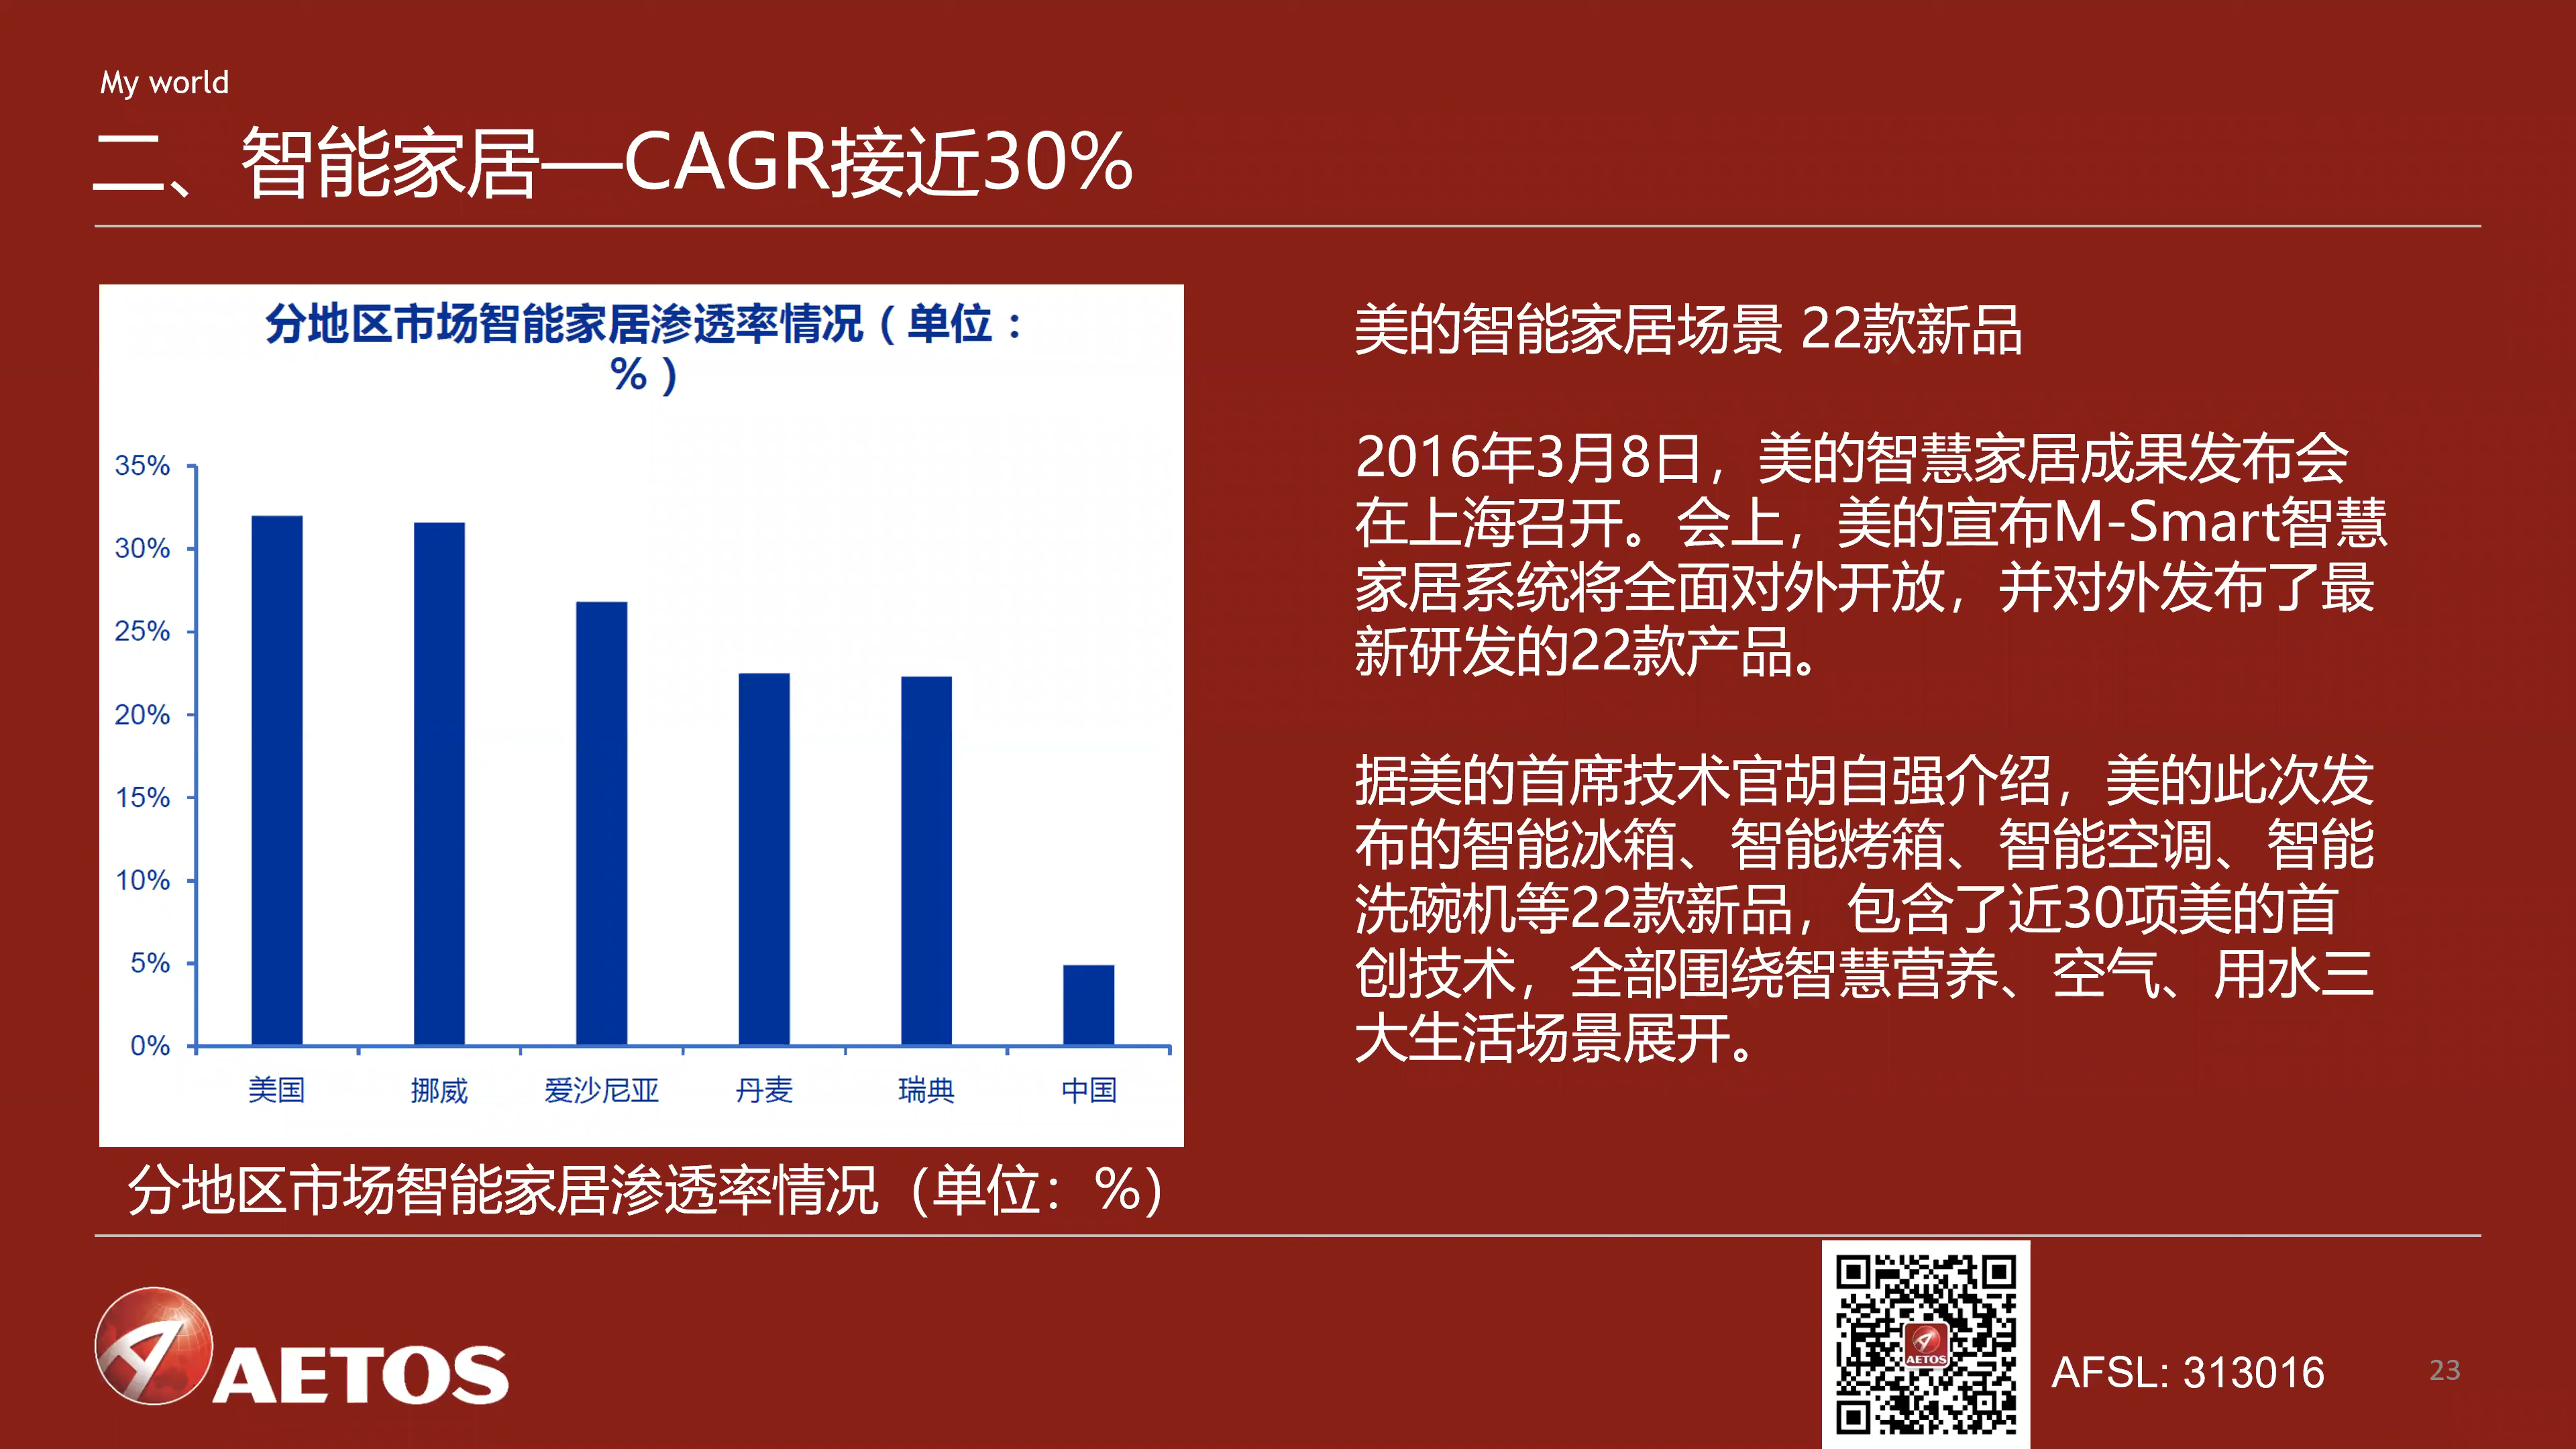 My world
二、智能家居—CAGR接近30%
分地区市场智能家居渗透率情况（单位：
%）
35%
30%
25%
20%
15%
10%
5%
0%
美国 挪威 爱沙尼亚 丹麦 瑞典 中国
分地区市场智能家居渗透率情况（单位：%）
美的智能家居场景 22款新品
2016年3月8日，美的智慧家居成果发布会
在上海召开。会上，美的宣布M-Smart智慧
家居系统将全面对外开放，并对外发布了最
新研发的22款产品。
据美的首席技术官胡自强介绍，美的此次发
布的智能冰箱、智能烤箱、智能空调、智能
洗碗机等22款新品，包含了近30项美的首
创技术，全部围绕智慧营养、空气、用水三
大生活场景展开。
AETOS
AETOS
AFSL: 313016
23